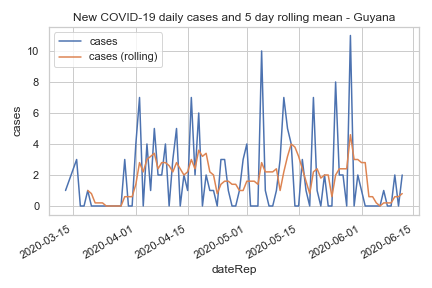 New COVID-19 daily cases and 5 day rolling mean - Guyana
cases
cases (rolling)
10
8
6
4
2
0
cases
2020-03-15
2020-04-01
2020-04-15
2020-05-01
2020-05-15
2020-06-01
2020-06-15
dateRep